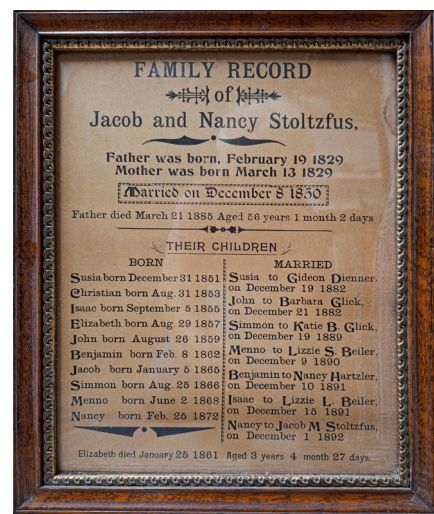 FAMILY RECORD
of
Jacob and Nancy Stoltzfus,
Father was born, February 19 1829
Mother was born March 13 1829
Married on December 8 1850
Father died March 21 1885 Aged 56 years 1 month 2 days
THEIR CHILDREN
BORN
Susia born December 31 1851
Christian born Aug. 31 1853
Isaac born September 5 1855
Elizabeth born Aug. 29 1857
John born August 26 1859
Benjamin born Feb. 8 1862
Jacob born January 5 1865
Simmon born Aug. 25 1866
Menno born June 2 1868
Nancy born Feb. 25 1872
MARRIED
Susia to Gideon Dienner.
on December 19 1882
John to Barbara Glick,
on December 21 1882
Simmon to Katie B. Glick,
on December 19 1889
Menno to Lizzie S. Beiler,
on December 9 1890
Benjamin to Nancy Hartzler,
on December 10 1891
Isaac to Lizzie L. Beiler,
on December 15 1891
Nancy to Jacob M. Stoltzfus,
on December 1 1892
Elizabeth died January 25 1861 Aged 3 years 4 month 27 days